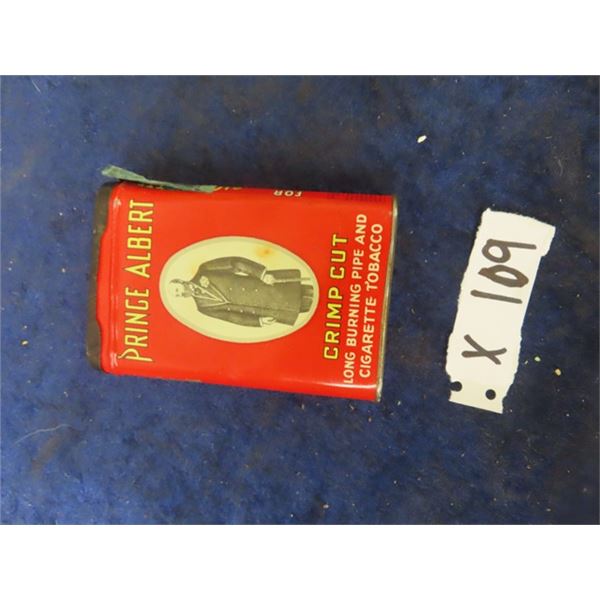 PRINCE ALBERT
CRIMP CUT
LONG BURNING PIPE AND
CIGARETTE TOBACCO
FOR
X 109